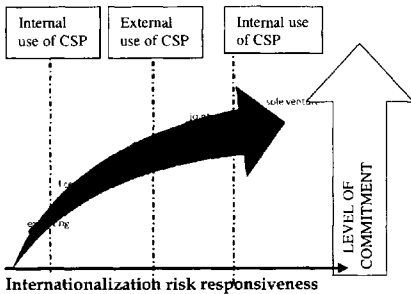 Internal
use of CSP
External
use of CSP
Internal use
of CSP
sole venture
LEVEL OF
COMMITMENT
Internationalization risk responsiveness